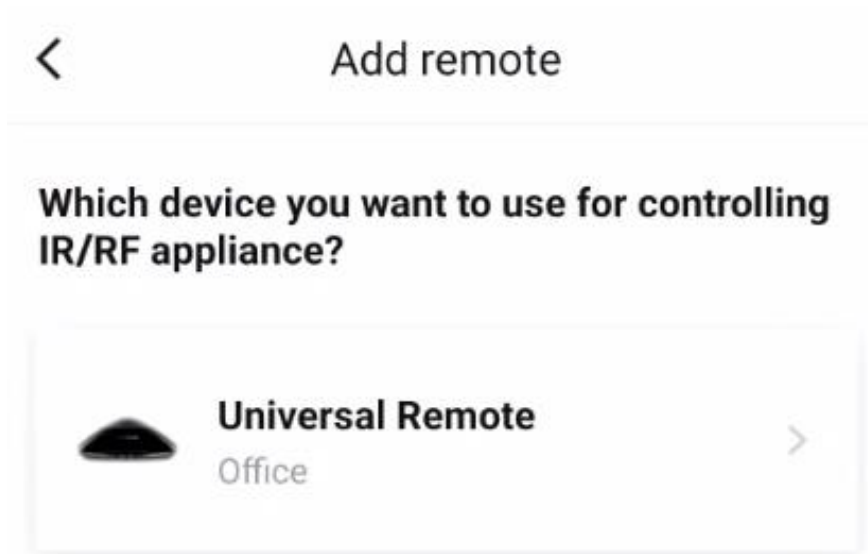 Add remote
Which device you want to use for controlling
IR/RF appliance?
Universal Remote
Office